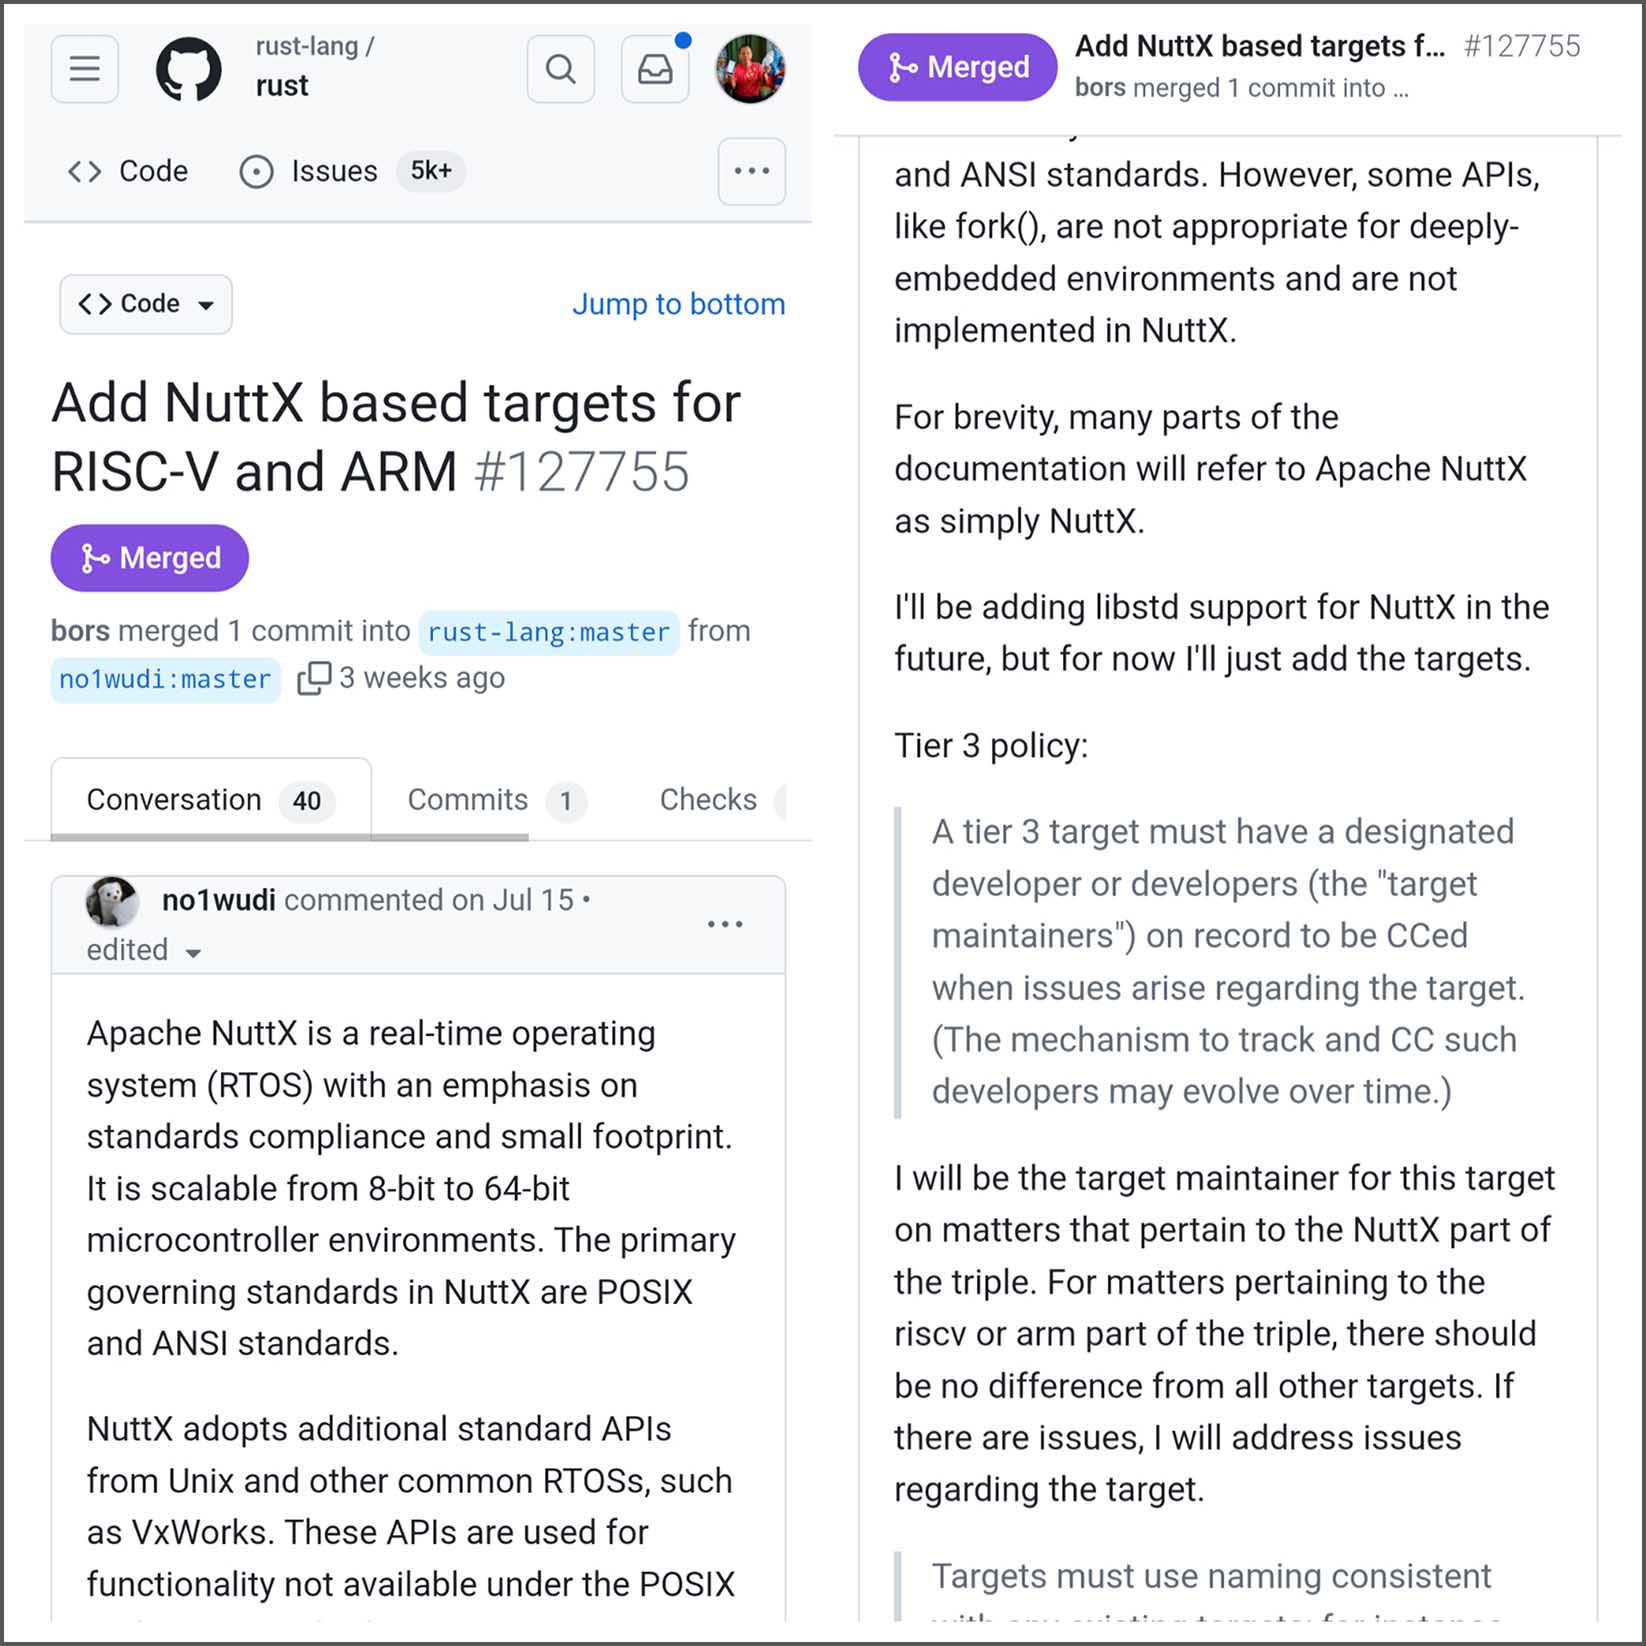 rust-lang /
rust
Code
Issues 5k+
Code
Jump to bottom
Add NuttX based targets for
RISC-V and ARM #127755
Merged
bors merged 1 commit into rust-lang:master from
no1wudi:master 3 weeks ago
Conversation 40
Commits 1
Checks
no1wudi commented on Jul 15 •
edited
Apache NuttX is a real-time operating
system (RTOS) with an emphasis on
standards compliance and small footprint.
It is scalable from 8-bit to 64-bit
microcontroller environments. The primary
governing standards in NuttX are POSIX
and ANSI standards.
NuttX adopts additional standard APIs
from Unix and other common RTOSs, such
as VxWorks. These APIs are used for
functionality not available under the POSIX
Merged
Add NuttX based targets f... #127755
bors merged 1 commit into ...
and ANSI standards. However, some APIs,
like fork(), are not appropriate for deeply-
embedded environments and are not
implemented in NuttX.
For brevity, many parts of the
documentation will refer to Apache NuttX
as simply NuttX.
I'll be adding libstd support for NuttX in the
future, but for now I'll just add the targets.
Tier 3 policy:
A tier 3 target must have a designated
developer or developers (the "target
maintainers") on record to be CCed
when issues arise regarding the target.
(The mechanism to track and CC such
developers may evolve over time.)
I will be the target maintainer for this target
on matters that pertain to the NuttX part of
the triple. For matters pertaining to the
riscv or arm part of the triple, there should
be no difference from all other targets. If
there are issues, I will address issues
regarding the target.
Targets must use naming consistent
with any existing targets; for instance